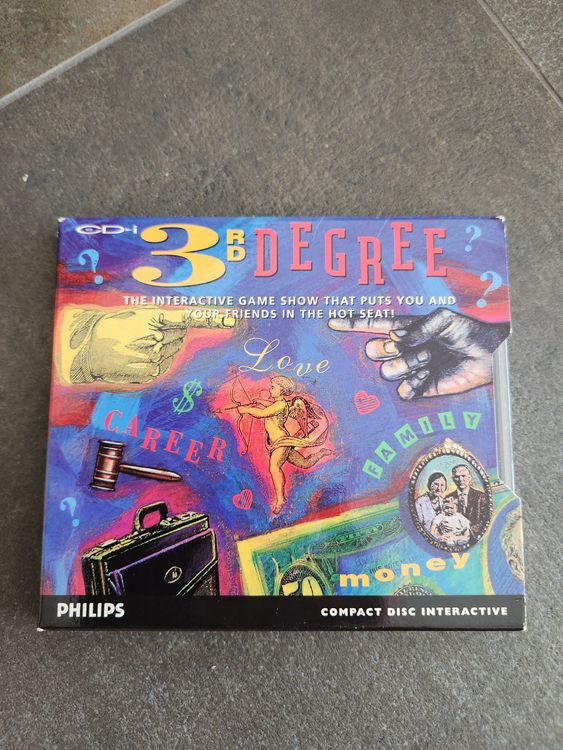 CD-i
3RD DEGREE
THE INTERACTIVE GAME SHOW THAT PUTS YOU AND
YOUR FRIENDS IN THE HOT SEAT!
? ? ?
Love
$
CAREER
FAMILY
?
50
money
PHILIPS
COMPACT DISC INTERACTIVE